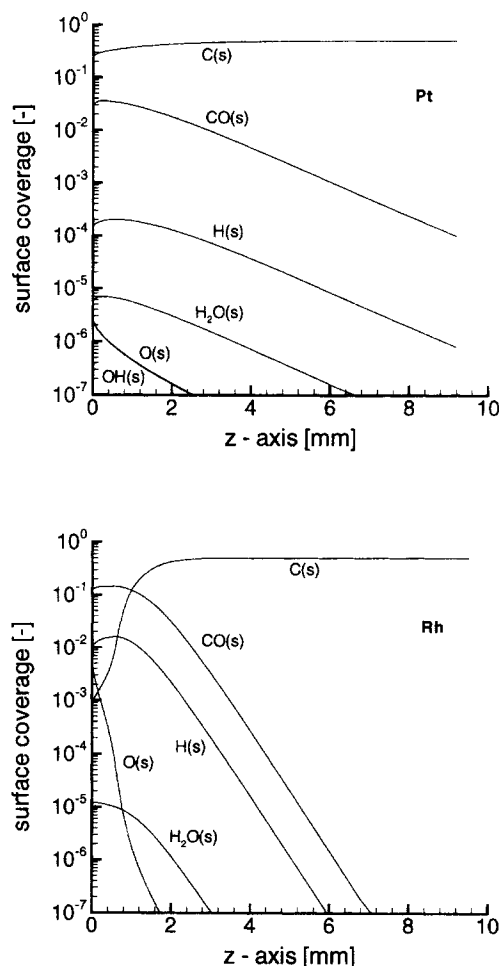 10⁰
10⁻¹
10⁻²
10⁻³
10⁻⁴
10⁻⁵
10⁻⁶
10⁻⁷
surface coverage [-]
C(s)
Pt
CO(s)
H(s)
H₂O(s)
O(s)
OH(s)
0 2 4 6 8 10
z - axis [mm]
10⁰
10⁻¹
10⁻²
10⁻³
10⁻⁴
10⁻⁵
10⁻⁶
10⁻⁷
surface coverage [-]
C(s)
Rh
CO(s)
H(s)
O(s)
H₂O(s)
0 2 4 6 8 10
z - axis [mm]